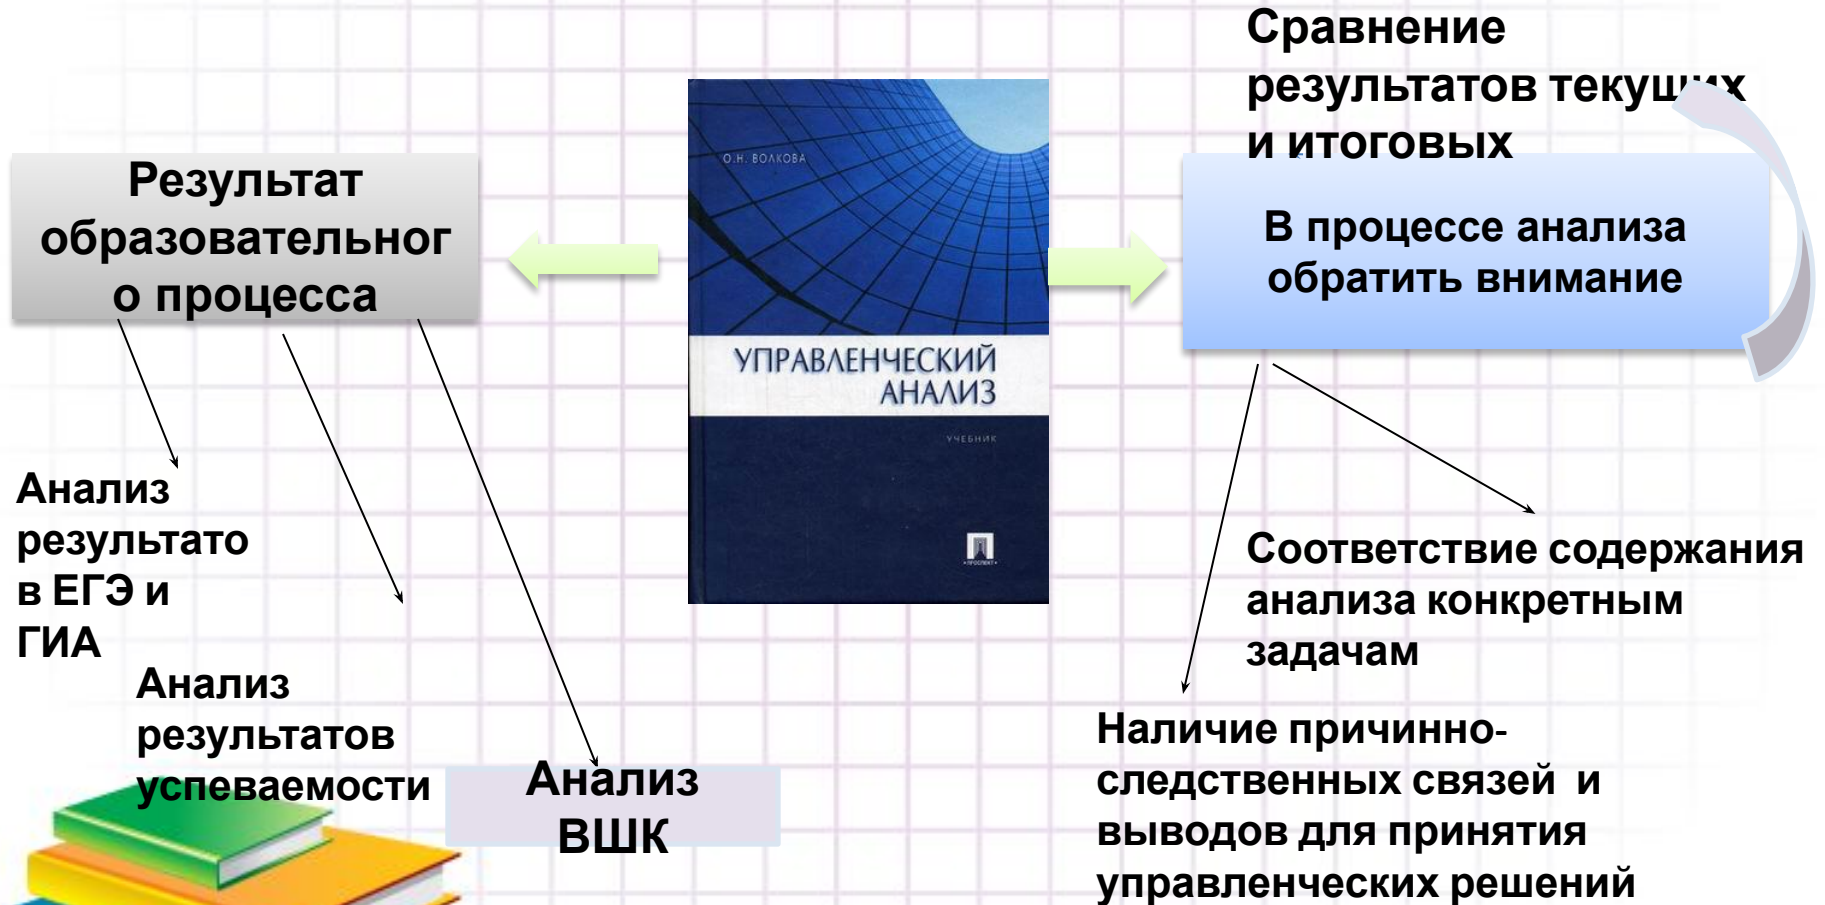 Сравнение
результатов текущих
и итоговых
Результат
образовательног
о процесса
О.Н. ВОЛКОВА
УПРАВЛЕНЧЕСКИЙ
АНАЛИЗ
УЧЕБНИК
•ПРОСПЕКТ•
В процессе анализа
обратить внимание
Анализ
результато
в ЕГЭ и
ГИА
Анализ
результатов
успеваемости
Анализ
ВШК
Соответствие содержания
анализа конкретным
задачам
Наличие причинно-
следственных связей и
выводов для принятия
управленческих решений